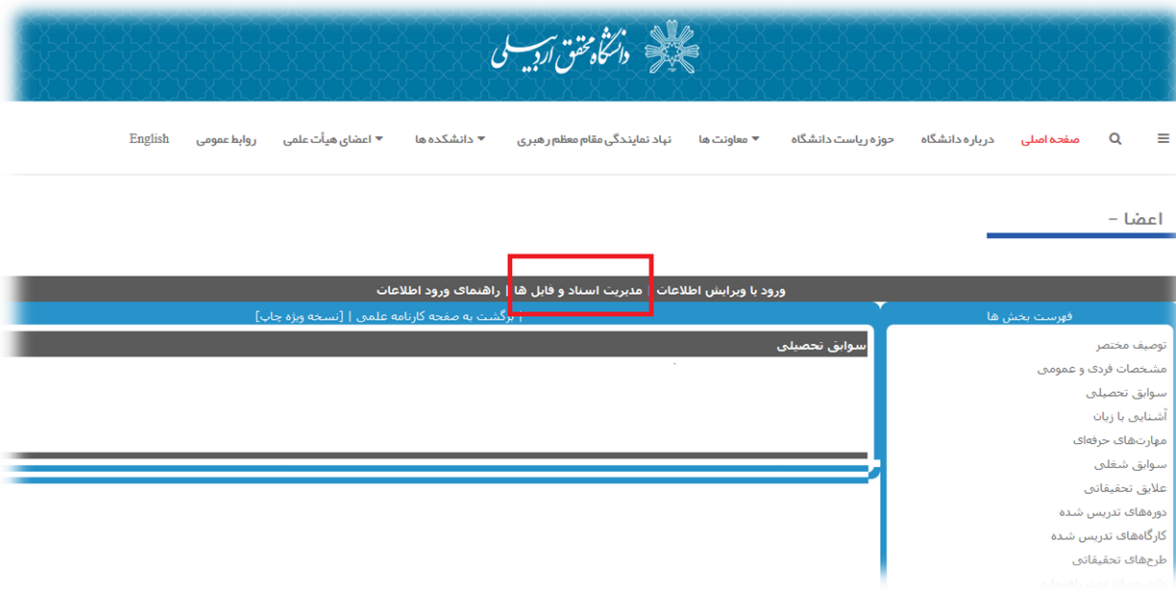 دانشگاه محقق اردبیلی
صفحه اصلی درباره دانشگاه حوزه ریاست دانشگاه معاونت ها نهاد نمایندگی مقام معظم رهبری دانشکده ها اعضای هیأت علمی روابط عمومی English
اعضا -
ورود یا ویرایش اطلاعات | مدیریت اسناد و فایل ها | راهنمای ورود اطلاعات
| برگشت به صفحه کارنامه علمی | [نسخه ویژه چاپ]
سوابق تحصیلی
فهرست بخش ها
توصیف مختصر
مشخصات فردی و عمومی
سوابق تحصیلی
آشنایی با زبان
مهارت‌های حرفه‌ای
سوابق شغلی
علایق تحقیقاتی
دوره‌های تدریس شده
کارگاه‌های تدریس شده
طرح‌های تحقیقاتی